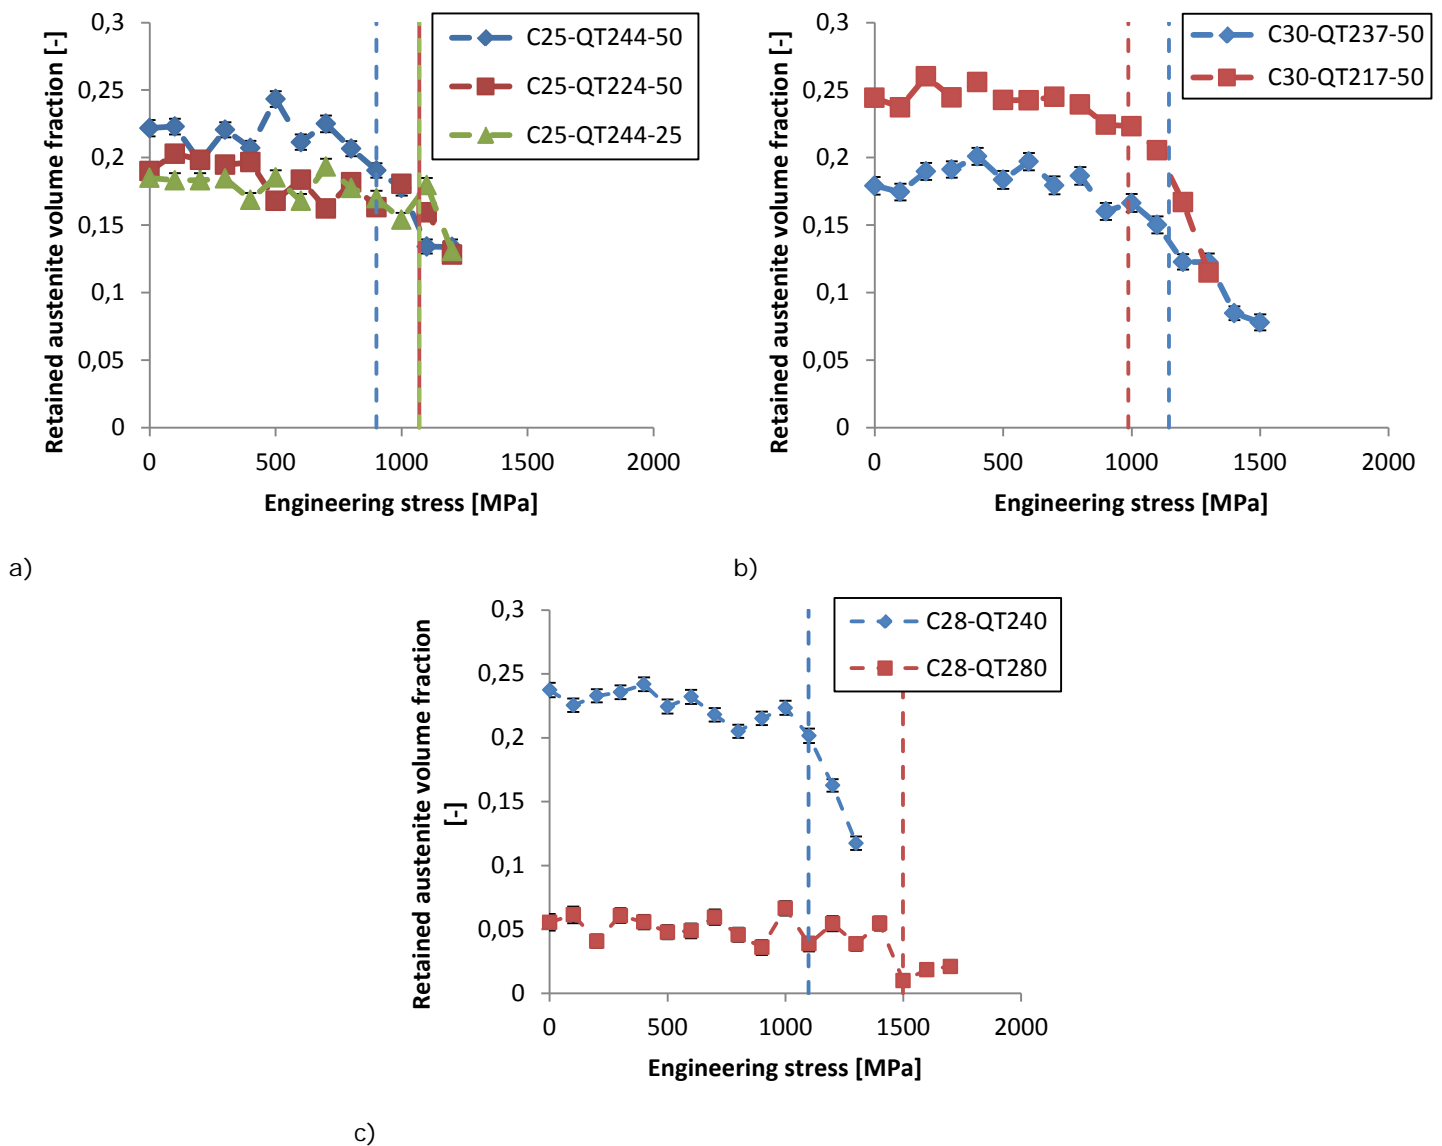 Retained austenite volume fraction [-]
0,3
0,25
0,2
0,15
0,1
0,05
0
0 500 1000 1500 2000
Engineering stress [MPa]
C25-QT244-50
C25-QT224-50
C25-QT244-25
a)
Retained austenite volume fraction [-]
0,3
0,25
0,2
0,15
0,1
0,05
0
0 500 1000 1500 2000
Engineering stress [MPa]
C30-QT237-50
C30-QT217-50
b)
Retained austenite volume fraction
[-]
0,3
0,25
0,2
0,15
0,1
0,05
0
0 500 1000 1500 2000
Engineering stress [MPa]
C28-QT240
C28-QT280
c)